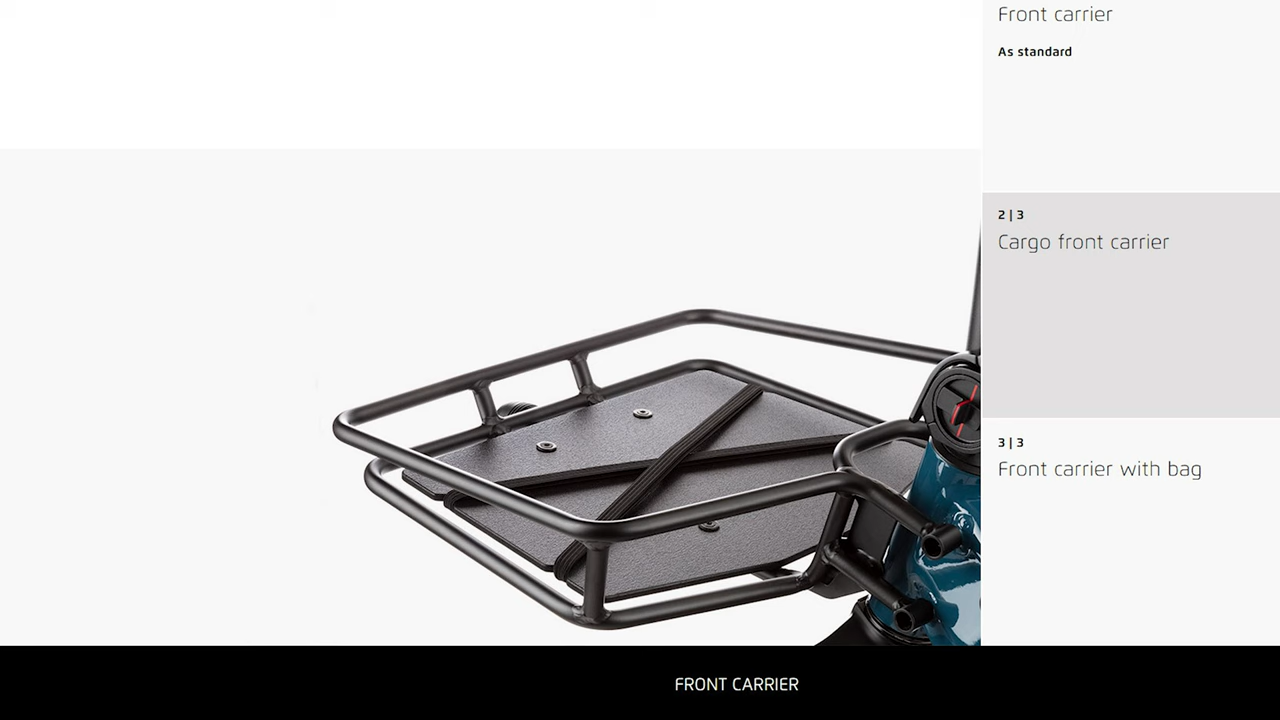 Front carrier
As standard
2 | 3
Cargo front carrier
3 | 3
Front carrier with bag
FRONT CARRIER